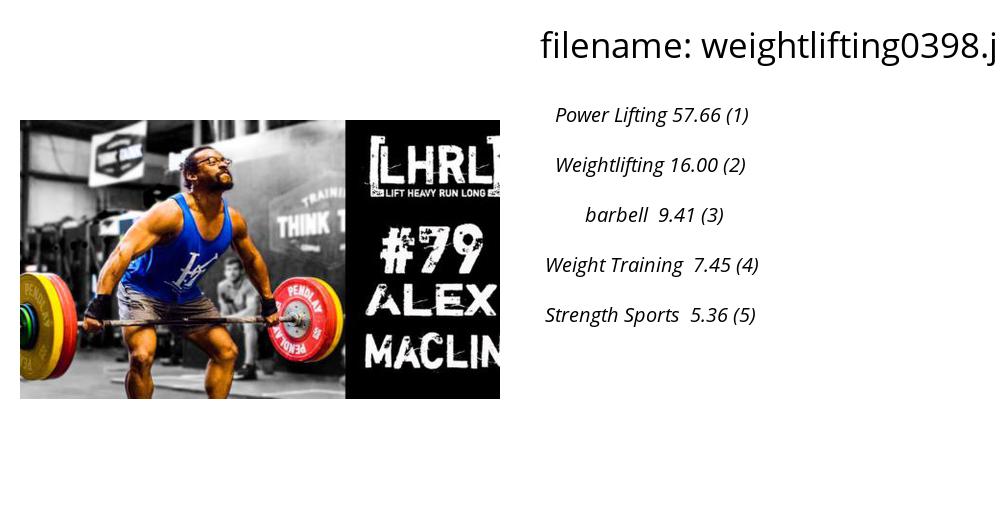 filename: weightlifting0398.j
Power Lifting 57.66 (1)
Weightlifting 16.00 (2)
barbell 9.41 (3)
Weight Training 7.45 (4)
Strength Sports 5.36 (5)
[LHRL]
LIFT HEAVY RUN LONG
#79
ALEX
MACLIN
TRAINI
THINK T
PENDLAY
PENDLAY
PENDLAY